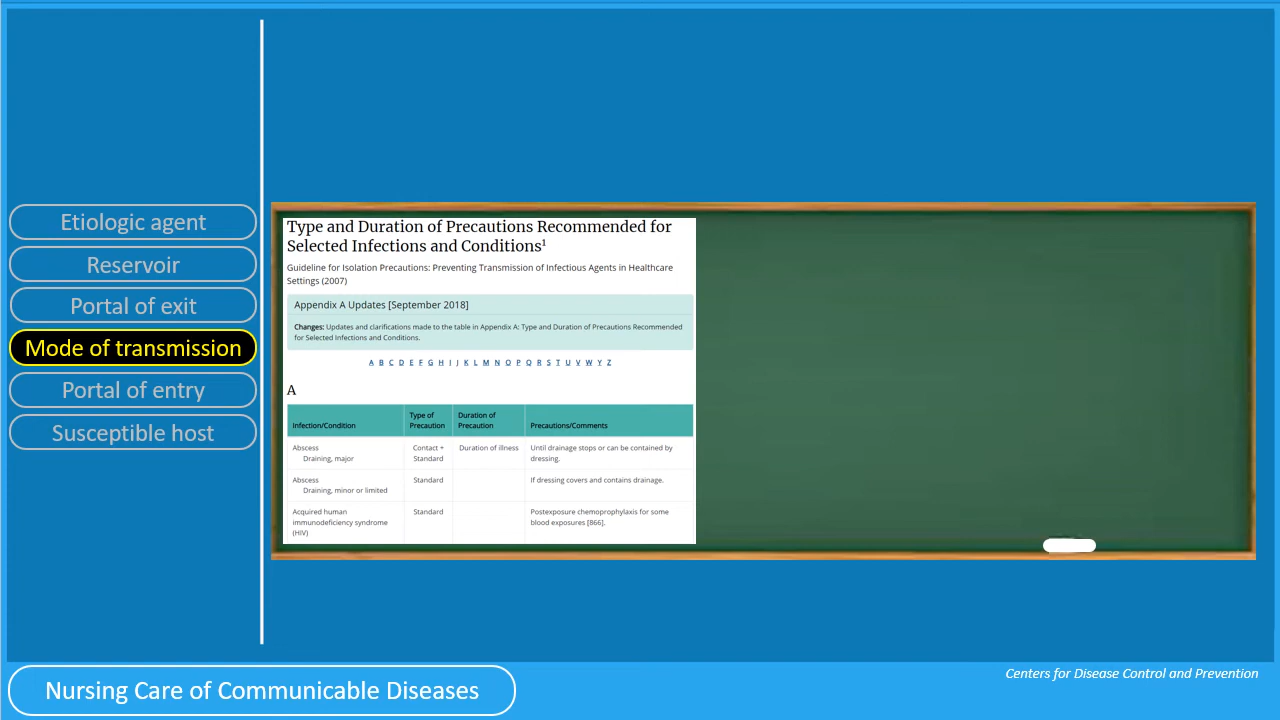 Etiologic agent
Reservoir
Portal of exit
Mode of transmission
Portal of entry
Susceptible host
Type and Duration of Precautions Recommended for
Selected Infections and Conditions¹
Guideline for Isolation Precautions: Preventing Transmission of Infectious Agents in Healthcare
Settings (2007)
Appendix A Updates [September 2018]
Changes: Updates and clarifications made to the table in Appendix A: Type and Duration of Precautions Recommended
for Selected Infections and Conditions.
A B C D E F G H I J K L M N O P Q R S T U V W Y Z
A
Infection/Condition Type of Precaution Duration of Precaution Precautions/Comments
Abscess Contact + Duration of illness Until drainage stops or can be contained by
Draining, major Standard dressing.
Abscess Standard If dressing covers and contains drainage.
Draining, minor or limited
Acquired human Standard Postexposure chemoprophylaxis for some
immunodeficiency syndrome blood exposures [866].
(HIV)
Centers for Disease Control and Prevention
Nursing Care of Communicable Diseases